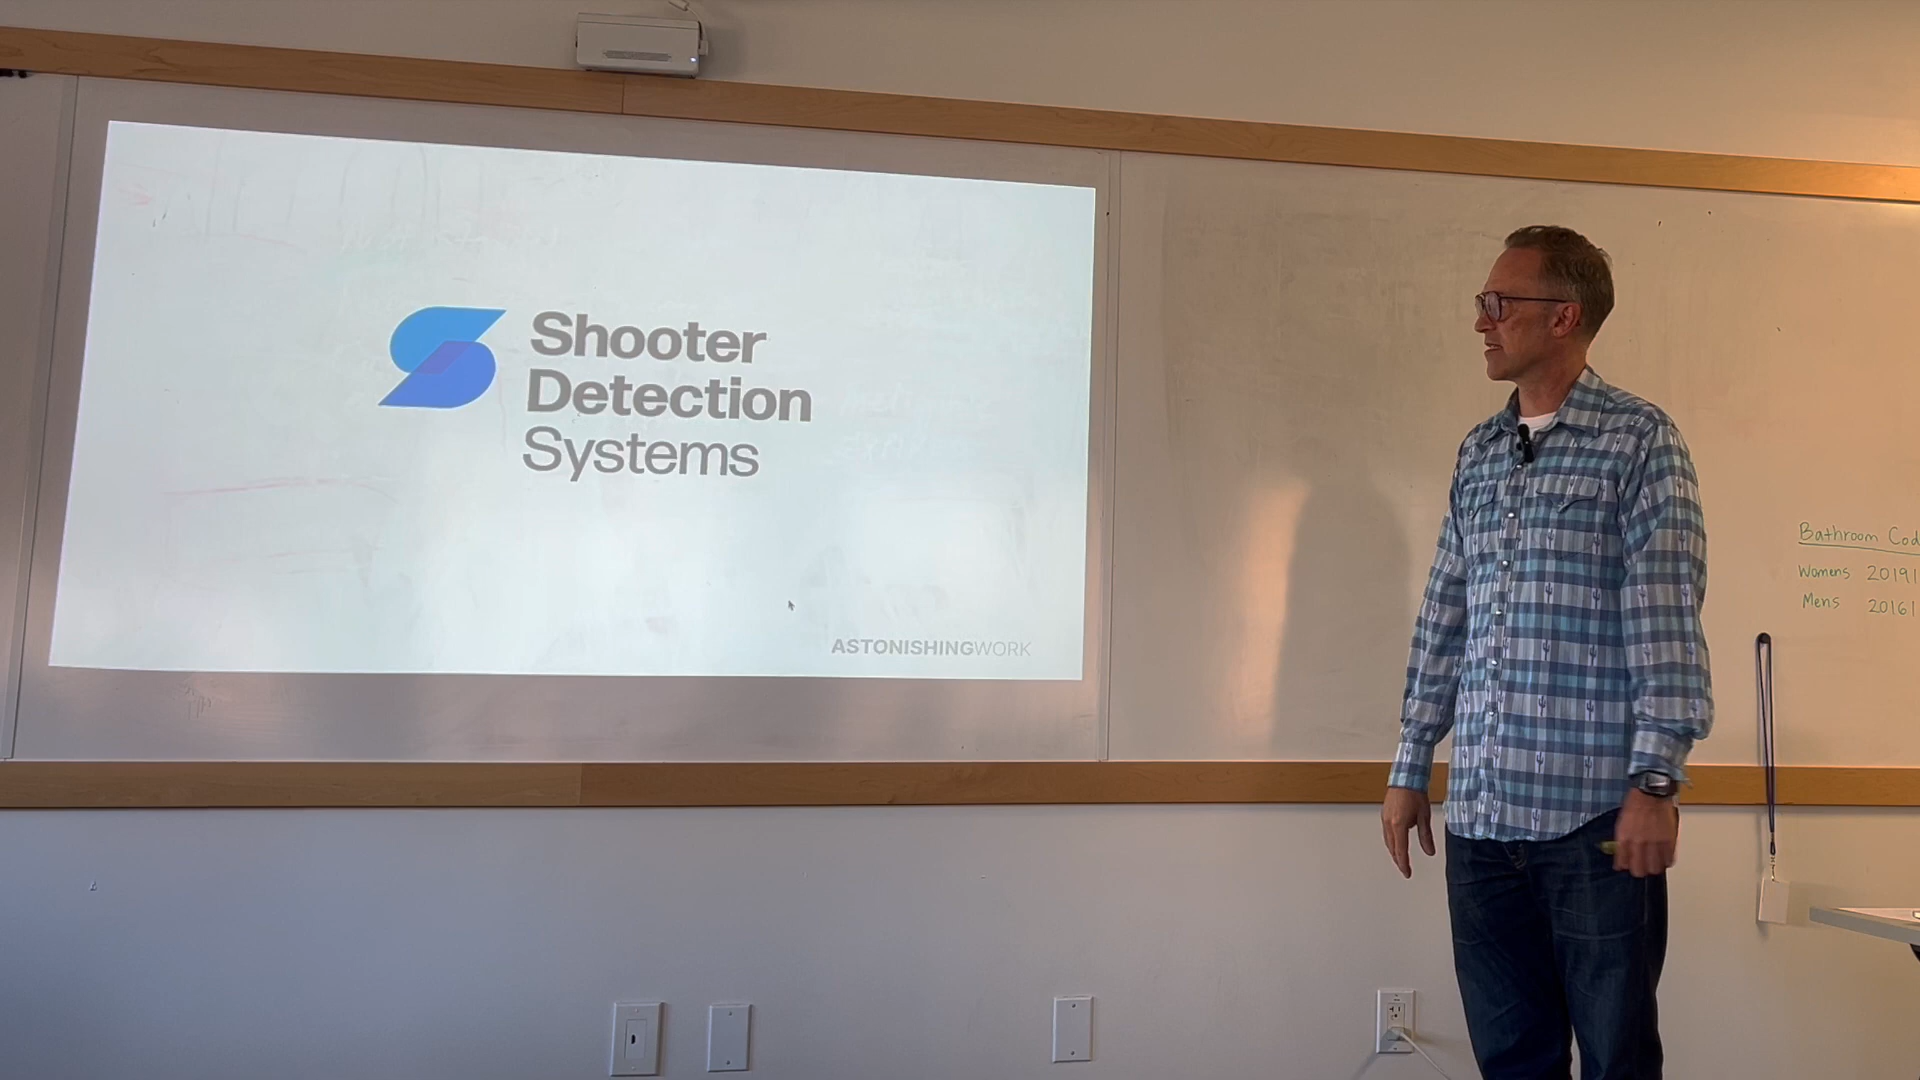 Shooter
Detection
Systems
ASTONISHINGWORK
Bathroom Cod
Womens 20191
Mens 20161